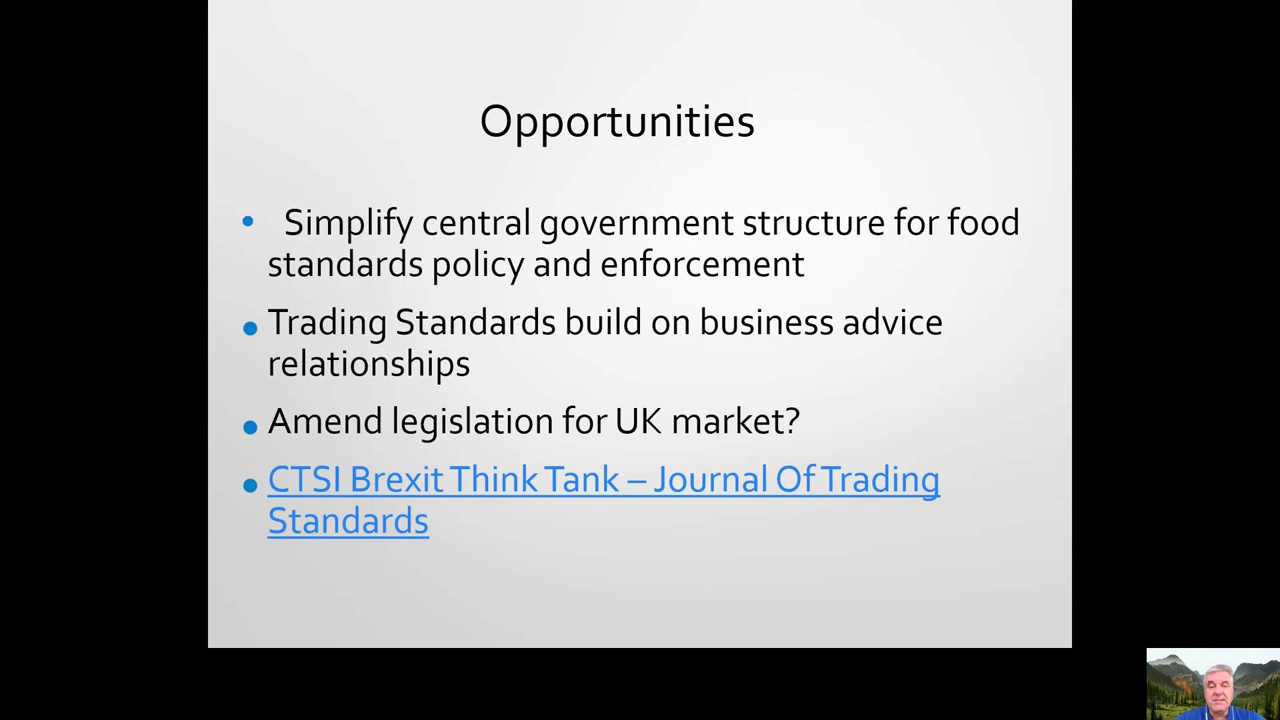 Opportunities
• Simplify central government structure for food
standards policy and enforcement
• Trading Standards build on business advice
relationships
• Amend legislation for UK market?
• CTSI Brexit Think Tank – Journal Of Trading
Standards